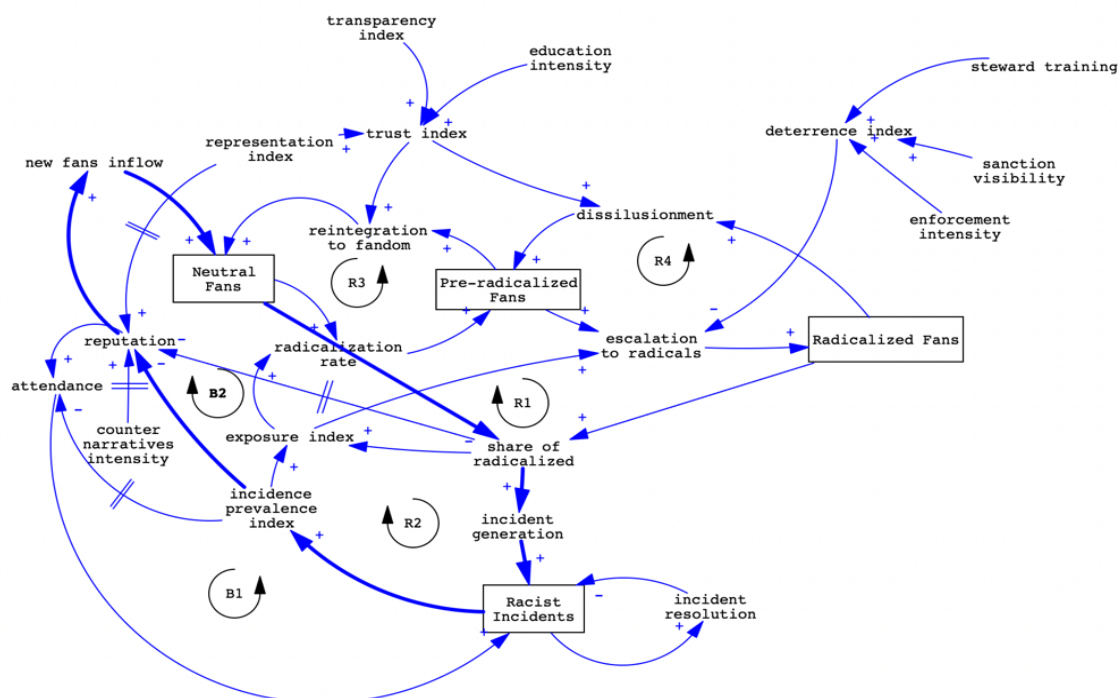 transparency
index
education
intensity
steward training
representation
index
trust index
deterrence index
new fans inflow
sanction
visibility
dissilusionment
enforcement
intensity
reintegration
to fandom
R4
Neutral
Fans
R3
Pre-radicalized
Fans
reputation
radicalization
rate
escalation
to radicals
Radicalized Fans
attendance
B2
R1
counter
narratives
intensity
exposure index
share of
radicalized
incidence
prevalence
index
R2
incident
generation
B1
Racist
Incidents
incident
resolution